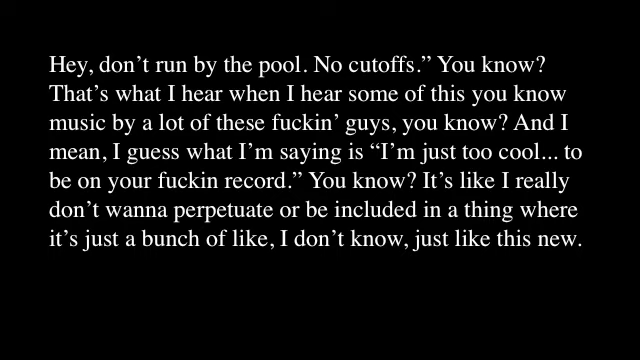 Hey, don’t run by the pool. No cutoffs.” You know?
That’s what I hear when I hear some of this you know
music by a lot of these fuckin’ guys, you know? And I
mean, I guess what I’m saying is “I’m just too cool... to
be on your fuckin record.” You know? It’s like I really
don’t wanna perpetuate or be included in a thing where
it’s just a bunch of like, I don’t know, just like this new.